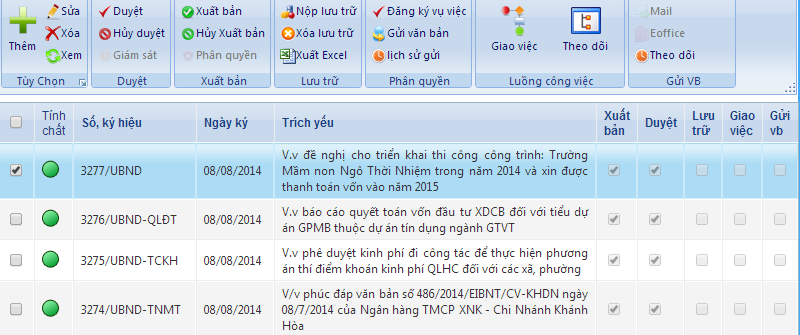 Thêm
Sửa
Xóa
Xem
Tùy Chọn
Duyệt
Hủy duyệt
Giám sát
Duyệt
Xuất bản
Hủy Xuất bản
Phân quyền
Xuất bản
Nộp lưu trữ
Xóa lưu trữ
Xuất Excel
Lưu trữ
Đăng ký vụ việc
Gửi văn bản
lịch sử gửi
Phân quyền
Giao việc
Theo dõi
Luồng công việc
Mail
Eoffice
Theo dõi
Gửi VB
Tính chất
Số, ký hiệu
Ngày ký
Trích yếu
Xuất bản
Duyệt
Lưu trữ
Giao việc
Gửi vb
3277/UBND
08/08/2014
V.v đề nghị cho triển khai thi công công trình: Trường
Mầm non Ngô Thời Nhiệm trong năm 2014 và xin được
thanh toán vốn vào năm 2015
3276/UBND-QLĐT
08/08/2014
V.v báo cáo quyết toán vốn đầu tư XDCB đối với tiểu dự
án GPMB thuộc dự án tín dụng ngành GTVT
3275/UBND-TCKH
08/08/2014
V.v phê duyệt kinh phí đi công tác để thực hiện phương
án thí điểm khoán kinh phí QLHC đối với các xã, phường
3274/UBND-TNMT
08/08/2014
V/v phúc đáp văn bản số 486/2014/EIBNT/CV-KHDN ngày
08/7/2014 của Ngân hàng TMCP XNK - Chi Nhánh Khánh
Hòa